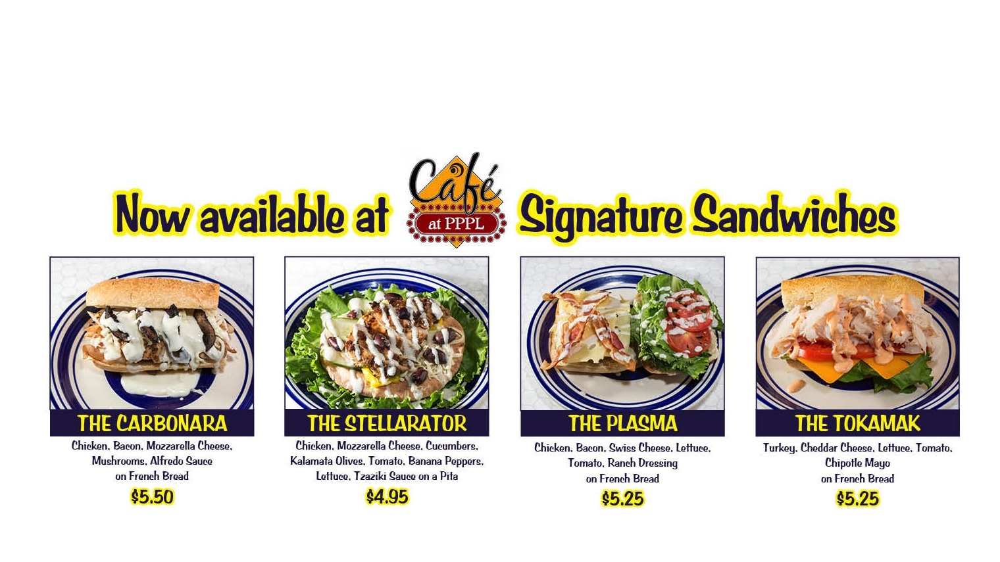 Now available at Café at PPPL Signature Sandwiches
THE CARBONARA
Chicken, Bacon, Mozzarella Cheese,
Mushrooms, Alfredo Sauce
on French Bread
$5.50
THE STELLARATOR
Chicken, Mozzarella Cheese, Cucumbers,
Kalamata Olives, Tomato, Banana Peppers,
Lettuce, Tzaziki Sauce on a Pita
$4.95
THE PLASMA
Chicken, Bacon, Swiss Cheese, Lettuce,
Tomato, Ranch Dressing
on French Bread
$5.25
THE TOKAMAK
Turkey, Cheddar Cheese, Lettuce, Tomato,
Chipotle Mayo
on French Bread
$5.25